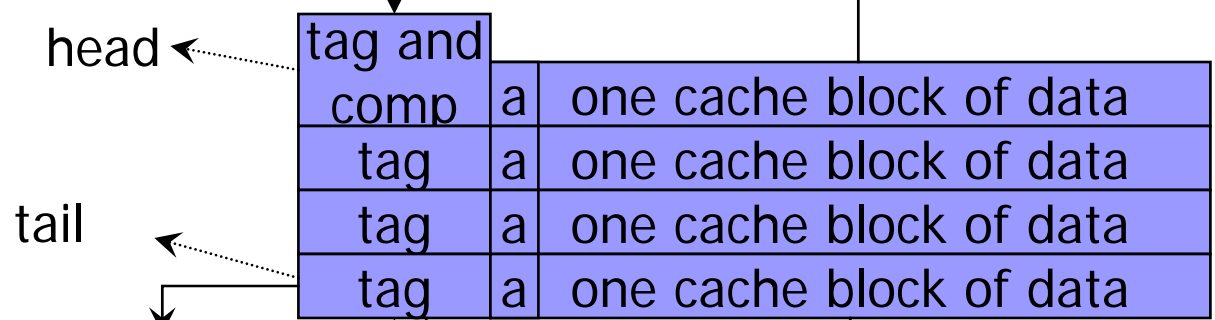 head
tag and
comp
a one cache block of data
tag a one cache block of data
tail
tag a one cache block of data
tag a one cache block of data